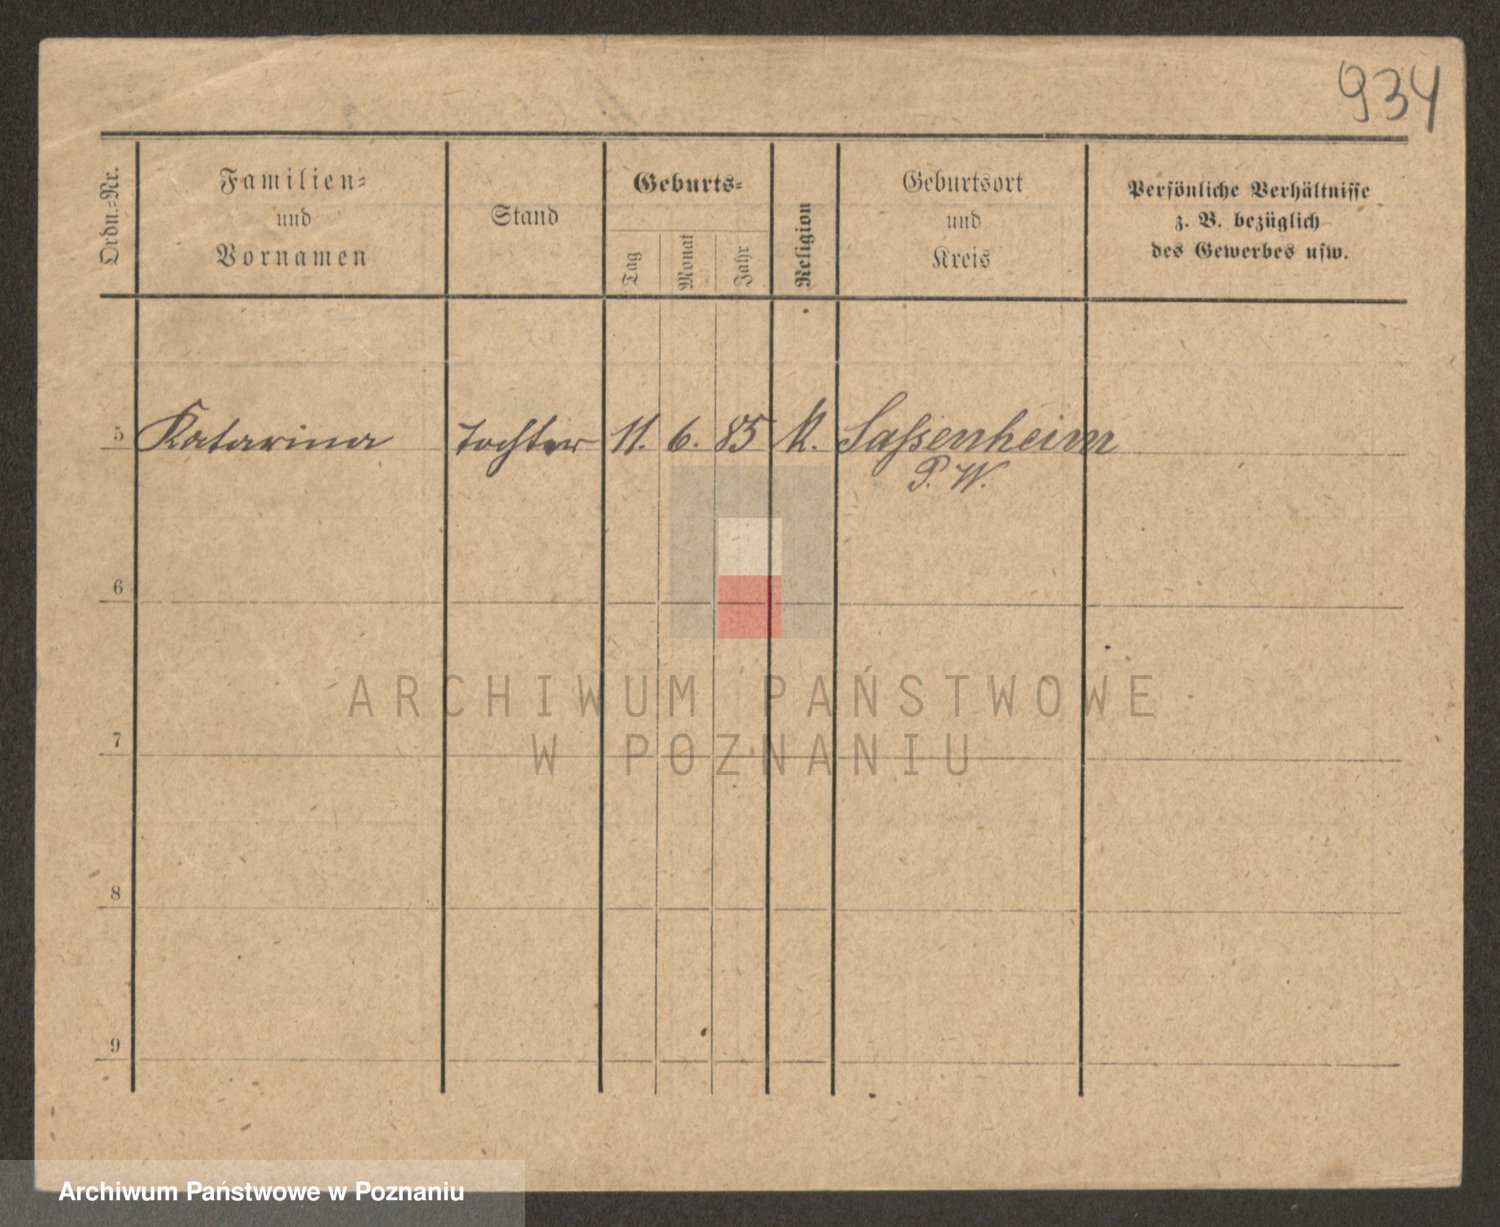 934
Ordn.-Nr.
Familien-
und
Vornamen
Stand
Geburts-
Tag
Monat
Jahr
Religion
Geburtsort
und
Kreis
Persönliche Verhältnisse
z. B. bezüglich
des Gewerbes usw.
5 Katarina Tochter 11. 6. 85 K. Saßenheim
P. W.
6
7
8
9
ARCHIWUM PAŃSTWOWE
W POZNANIU
Archiwum Państwowe w Poznaniu